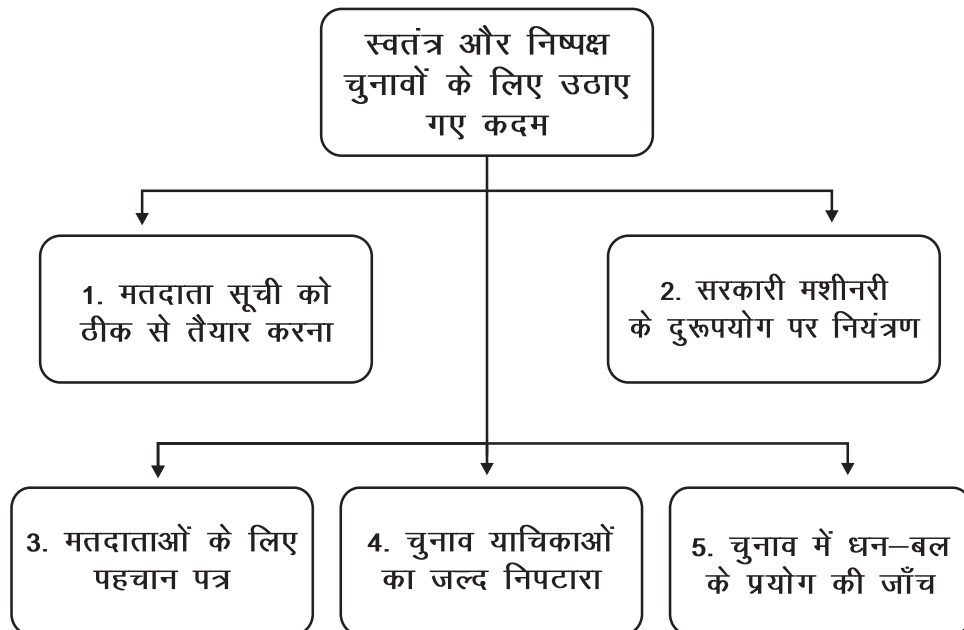 स्वतंत्र और निष्पक्ष
चुनावों के लिए उठाए
गए कदम
1. मतदाता सूची को
ठीक से तैयार करना
2. सरकारी मशीनरी
के दुरूपयोग पर नियंत्रण
3. मतदाताओं के लिए
पहचान पत्र
4. चुनाव याचिकाओं
का जल्द निपटारा
5. चुनाव में धन–बल
के प्रयोग की जाँच